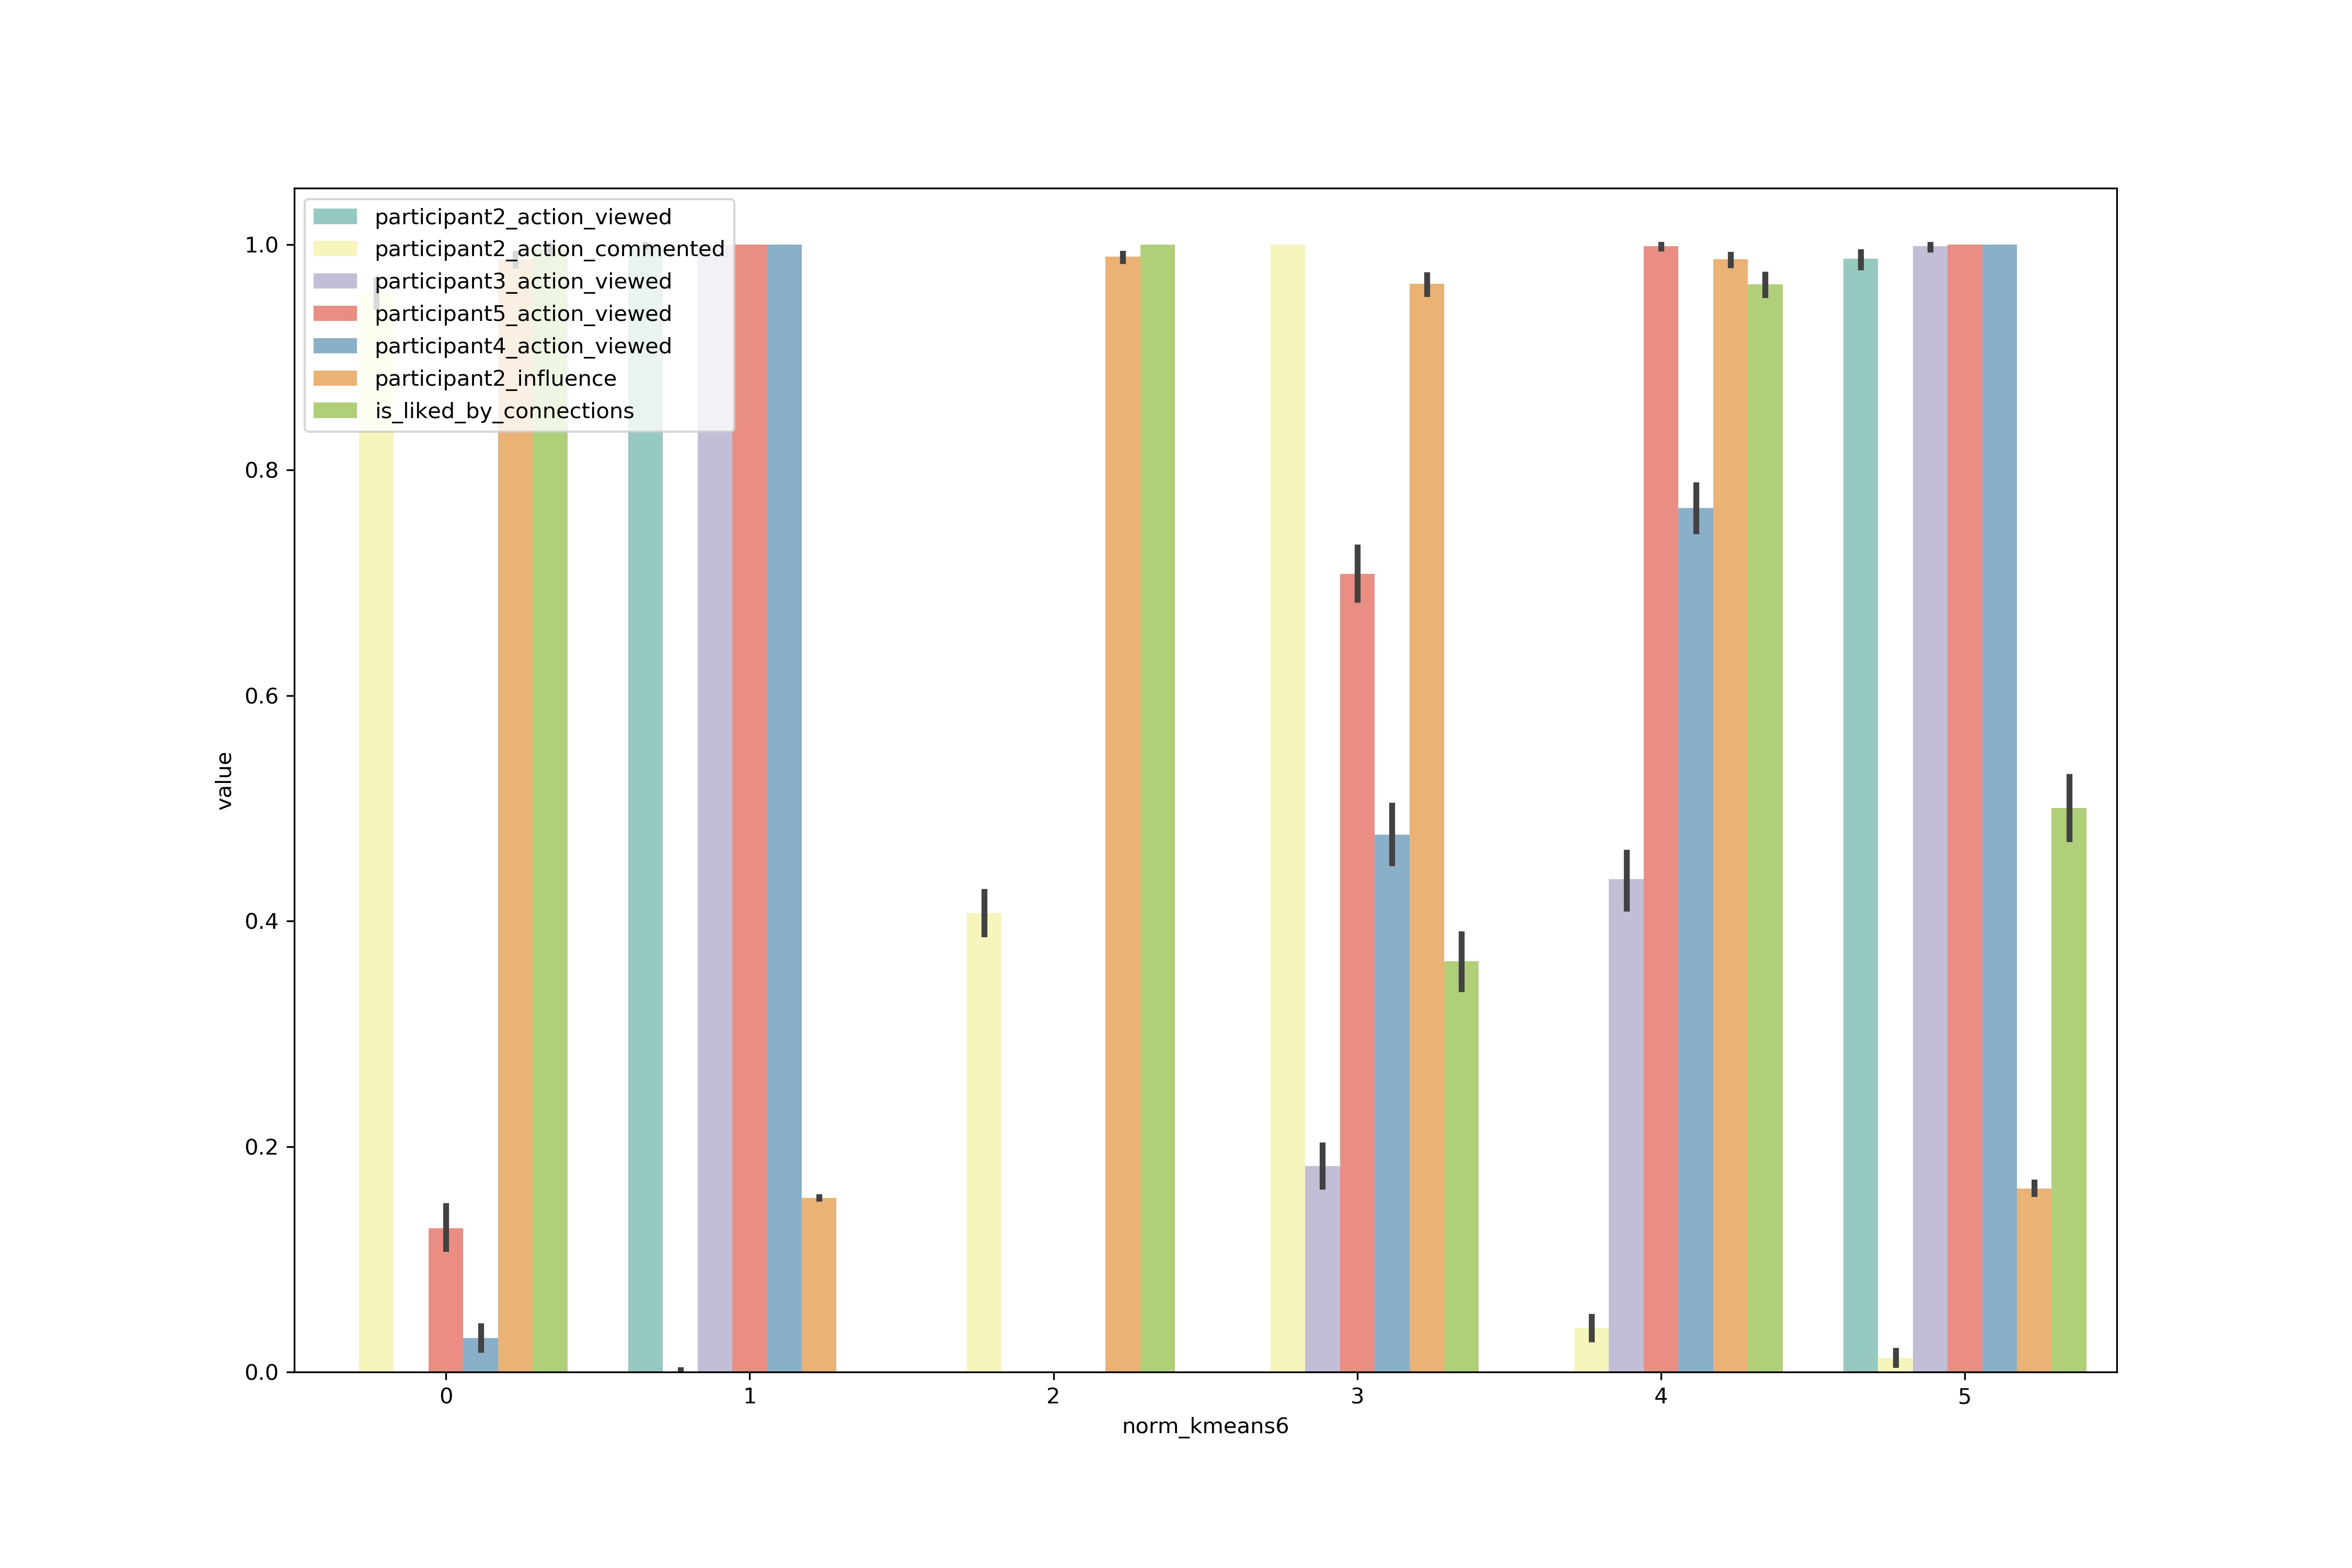 participant2_action_viewed
participant2_action_commented
participant3_action_viewed
participant5_action_viewed
participant4_action_viewed
participant2_influence
is_liked_by_connections
1.0
0.8
0.6
0.4
0.2
0.0
value
0 1 2 3 4 5
norm_kmeans6